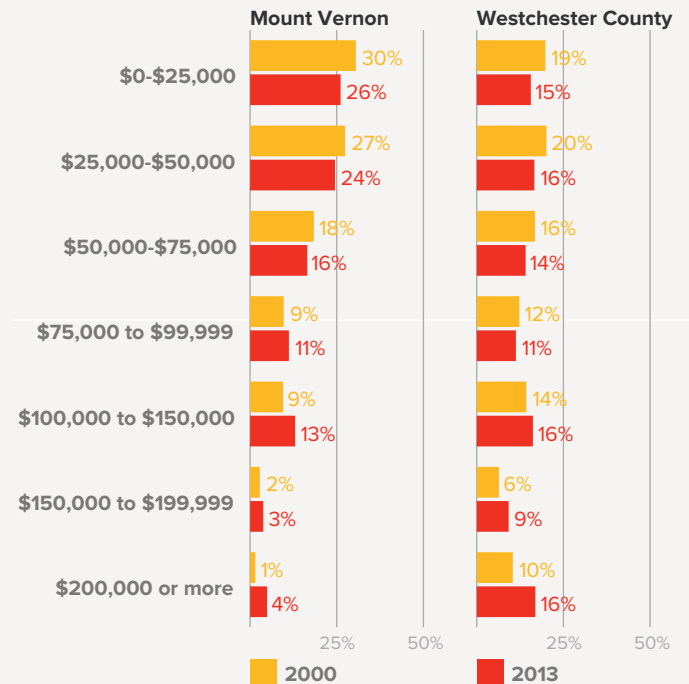 Mount Vernon Westchester County
$0-$25,000 30% 19%
26% 15%
$25,000-$50,000 27% 20%
24% 16%
$50,000-$75,000 18% 16%
16% 14%
$75,000 to $99,999 9% 12%
11% 11%
$100,000 to $150,000 9% 14%
13% 16%
$150,000 to $199,999 2% 6%
3% 9%
$200,000 or more 1% 10%
4% 16%
25% 50% 25% 50%
2000 2013